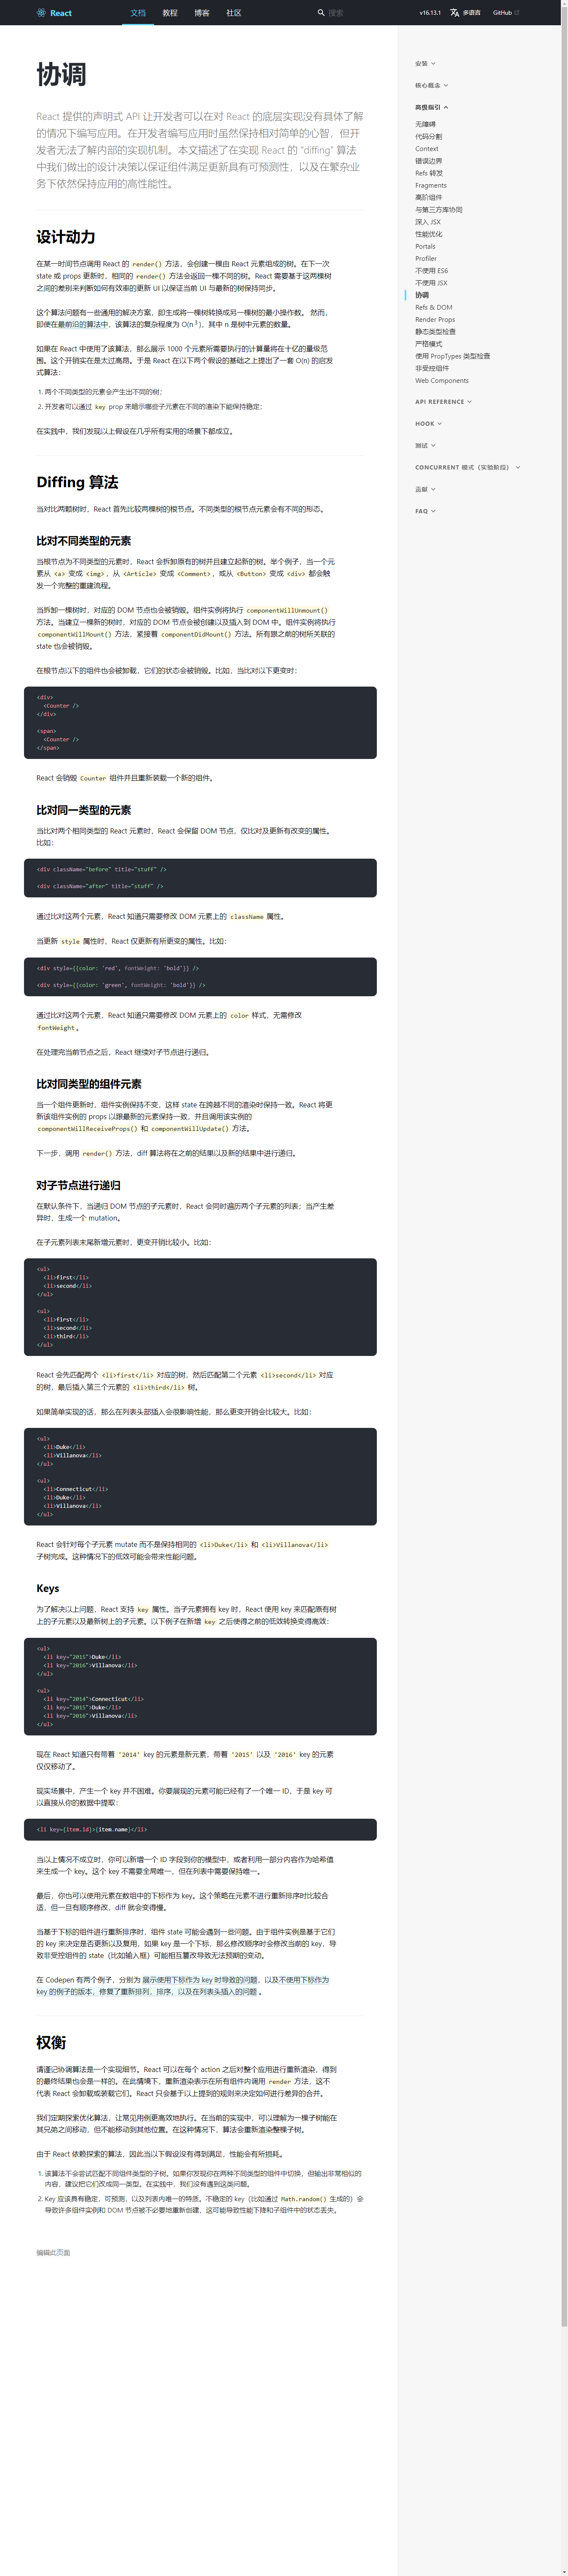 React
文档
教程
博客
社区
搜索
v16.13.1
多语言
GitHub
协调
React 提供的声明式 API 让开发者可以在对 React 的底层实现没有具体了解
的情况下编写应用。在开发者编写应用时虽然保持相对简单的心智，但开
发者无法了解内部的实现机制。本文描述了在实现 React 的 "diffing" 算法
中我们做出的设计决策以保证组件满足更新具有可预测性，以及在繁杂业
务下依然保持应用的高性能性。
设计动力
在某一时间节点调用 React 的 render() 方法，会创建一棵由 React 元素组成的树。在下一次
state 或 props 更新时，相同的 render() 方法会返回一棵不同的树。React 需要基于这两棵树
之间的差别来判断如何有效率的更新 UI 以保证当前 UI 与最新的树保持同步。
这个算法问题有一些通用的解决方案，即生成将一棵树转换成另一棵树的最小操作数。 然而，
即使在最前沿的算法中，该算法的复杂程度为 O(n 3 )，其中 n 是树中元素的数量。
如果在 React 中使用了该算法，那么展示 1000 个元素所需要执行的计算量将在十亿的量级范
围。这个开销实在是太过高昂。于是 React 在以下两个假设的基础之上提出了一套 O(n) 的启发
式算法：
1. 两个不同类型的元素会产生出不同的树；
2. 开发者可以通过 key prop 来暗示哪些子元素在不同的渲染下能保持稳定；
在实践中，我们发现以上假设在几乎所有实用的场景下都成立。
Diffing 算法
当对比两颗树时，React 首先比较两棵树的根节点。不同类型的根节点元素会有不同的形态。
比对不同类型的元素
当根节点为不同类型的元素时，React 会拆卸原有的树并且建立起新的树。举个例子，当一个元
素从 <a> 变成 <img>，从 <Article> 变成 <Comment>，或从 <Button> 变成 <div> 都会触
发一个完整的重建流程。
当拆卸一棵树时，对应的 DOM 节点也会被销毁。组件实例将执行 componentWillUnmount()
方法。当建立一棵新的树时，对应的 DOM 节点会被创建以及插入到 DOM 中。组件实例将执行
componentWillMount() 方法，紧接着 componentDidMount() 方法。所有跟之前的树所关联的
state 也会被销毁。
在根节点以下的组件也会被卸载，它们的状态会被销毁。比如，当比对以下更变时：
<div>
<Counter />
</div>
<span>
<Counter />
</span>
React 会销毁 Counter 组件并且重新装载一个新的组件。
比对同一类型的元素
当比对两个相同类型的 React 元素时，React 会保留 DOM 节点，仅比对及更新有改变的属性。
比如：
<div className="before" title="stuff" />
<div className="after" title="stuff" />
通过比对这两个元素，React 知道只需要修改 DOM 元素上的 className 属性。
当更新 style 属性时，React 仅更新有所更变的属性。比如：
<div style={{color: 'red', fontWeight: 'bold'}} />
<div style={{color: 'green', fontWeight: 'bold'}} />
通过比对这两个元素，React 知道只需要修改 DOM 元素上的 color 样式，无需修改
fontWeight。
在处理完当前节点之后，React 继续对子节点进行递归。
比对同类型的组件元素
当一个组件更新时，组件实例保持不变，这样 state 在跨越不同的渲染时保持一致。React 将更
新该组件实例的 props 以跟最新的元素保持一致，并且调用该实例的
componentWillReceiveProps() 和 componentWillUpdate() 方法。
下一步，调用 render() 方法，diff 算法将在之前的结果以及新的结果中进行递归。
对子节点进行递归
在默认条件下，当递归 DOM 节点的子元素时，React 会同时遍历两个子元素的列表；当产生差
异时，生成一个 mutation。
在子元素列表末尾新增元素时，更变开销比较小。比如：
<ul>
<li>first</li>
<li>second</li>
</ul>
<ul>
<li>first</li>
<li>second</li>
<li>third</li>
</ul>
React 会先匹配两个 <li>first</li> 对应的树，然后匹配第二个元素 <li>second</li> 对应
的树，最后插入第三个元素的 <li>third</li> 树。
如果简单实现的话，那么在列表头部插入会很影响性能，那么更变开销会比较大。比如：
<ul>
<li>Duke</li>
<li>Villanova</li>
</ul>
<ul>
<li>Connecticut</li>
<li>Duke</li>
<li>Villanova</li>
</ul>
React 会针对每个子元素 mutate 而不是保持相同的 <li>Duke</li> 和 <li>Villanova</li>
子树完成。这种情况下的低效可能会带来性能问题。
Keys
为了解决以上问题，React 支持 key 属性。当子元素拥有 key 时，React 使用 key 来匹配原有树
上的子元素以及最新树上的子元素。以下例子在新增 key 之后使得之前的低效转换变得高效：
<ul>
<li key="2015">Duke</li>
<li key="2016">Villanova</li>
</ul>
<ul>
<li key="2014">Connecticut</li>
<li key="2015">Duke</li>
<li key="2016">Villanova</li>
</ul>
现在 React 知道只有带着 '2014' key 的元素是新元素，带着 '2015' 以及 '2016' key 的元素
仅仅移动了。
现实场景中，产生一个 key 并不困难。你要展现的元素可能已经有了一个唯一 ID，于是 key 可
以直接从你的数据中提取：
<li key={item.id}>{item.name}</li>
当以上情况不成立时，你可以新增一个 ID 字段到你的模型中，或者利用一部分内容作为哈希值
来生成一个 key。这个 key 不需要全局唯一，但在列表中需要保持唯一。
最后，你也可以使用元素在数组中的下标作为 key。这个策略在元素不进行重新排序时比较合
适，但一旦有顺序修改，diff 就会变得慢。
当基于下标的组件进行重新排序时，组件 state 可能会遇到一些问题。由于组件实例是基于它们
的 key 来决定是否更新以及复用，如果 key 是一个下标，那么修改顺序时会修改当前的 key，导
致非受控组件的 state（比如输入框）可能相互篡改导致无法预期的变动。
在 Codepen 有两个例子，分别为 展示使用下标作为 key 时导致的问题，以及不使用下标作为
key 的例子的版本，修复了重新排列，排序，以及在列表头插入的问题 。
权衡
请谨记协调算法是一个实现细节。React 可以在每个 action 之后对整个应用进行重新渲染，得到
的最终结果也会是一样的。在此情境下，重新渲染表示在所有组件内调用 render 方法，这不
代表 React 会卸载或装载它们。React 只会基于以上提到的规则来决定如何进行差异的合并。
我们定期探索优化算法，让常见用例更高效地执行。在当前的实现中，可以理解为一棵子树能在
其兄弟之间移动，但不能移动到其他位置。在这种情况下，算法会重新渲染整棵子树。
由于 React 依赖探索的算法，因此当以下假设没有得到满足，性能会有所损耗。
1. 该算法不会尝试匹配不同组件类型的子树。如果你发现你在两种不同类型的组件中切换，但输出非常相似的
内容，建议把它们改成同一类型。在实践中，我们没有遇到这类问题。
2. Key 应该具有稳定，可预测，以及列表内唯一的特质。不稳定的 key（比如通过 Math.random() 生成的）会
导致许多组件实例和 DOM 节点被不必要地重新创建，这可能导致性能下降和子组件中的状态丢失。
编辑此页面
安装
核心概念
高级指引
无障碍
代码分割
Context
错误边界
Refs 转发
Fragments
高阶组件
与第三方库协同
深入 JSX
性能优化
Portals
Profiler
不使用 ES6
不使用 JSX
协调
Refs & DOM
Render Props
静态类型检查
严格模式
使用 PropTypes 类型检查
非受控组件
Web Components
API REFERENCE
HOOK
测试
CONCURRENT 模式（实验阶段）
贡献
FAQ